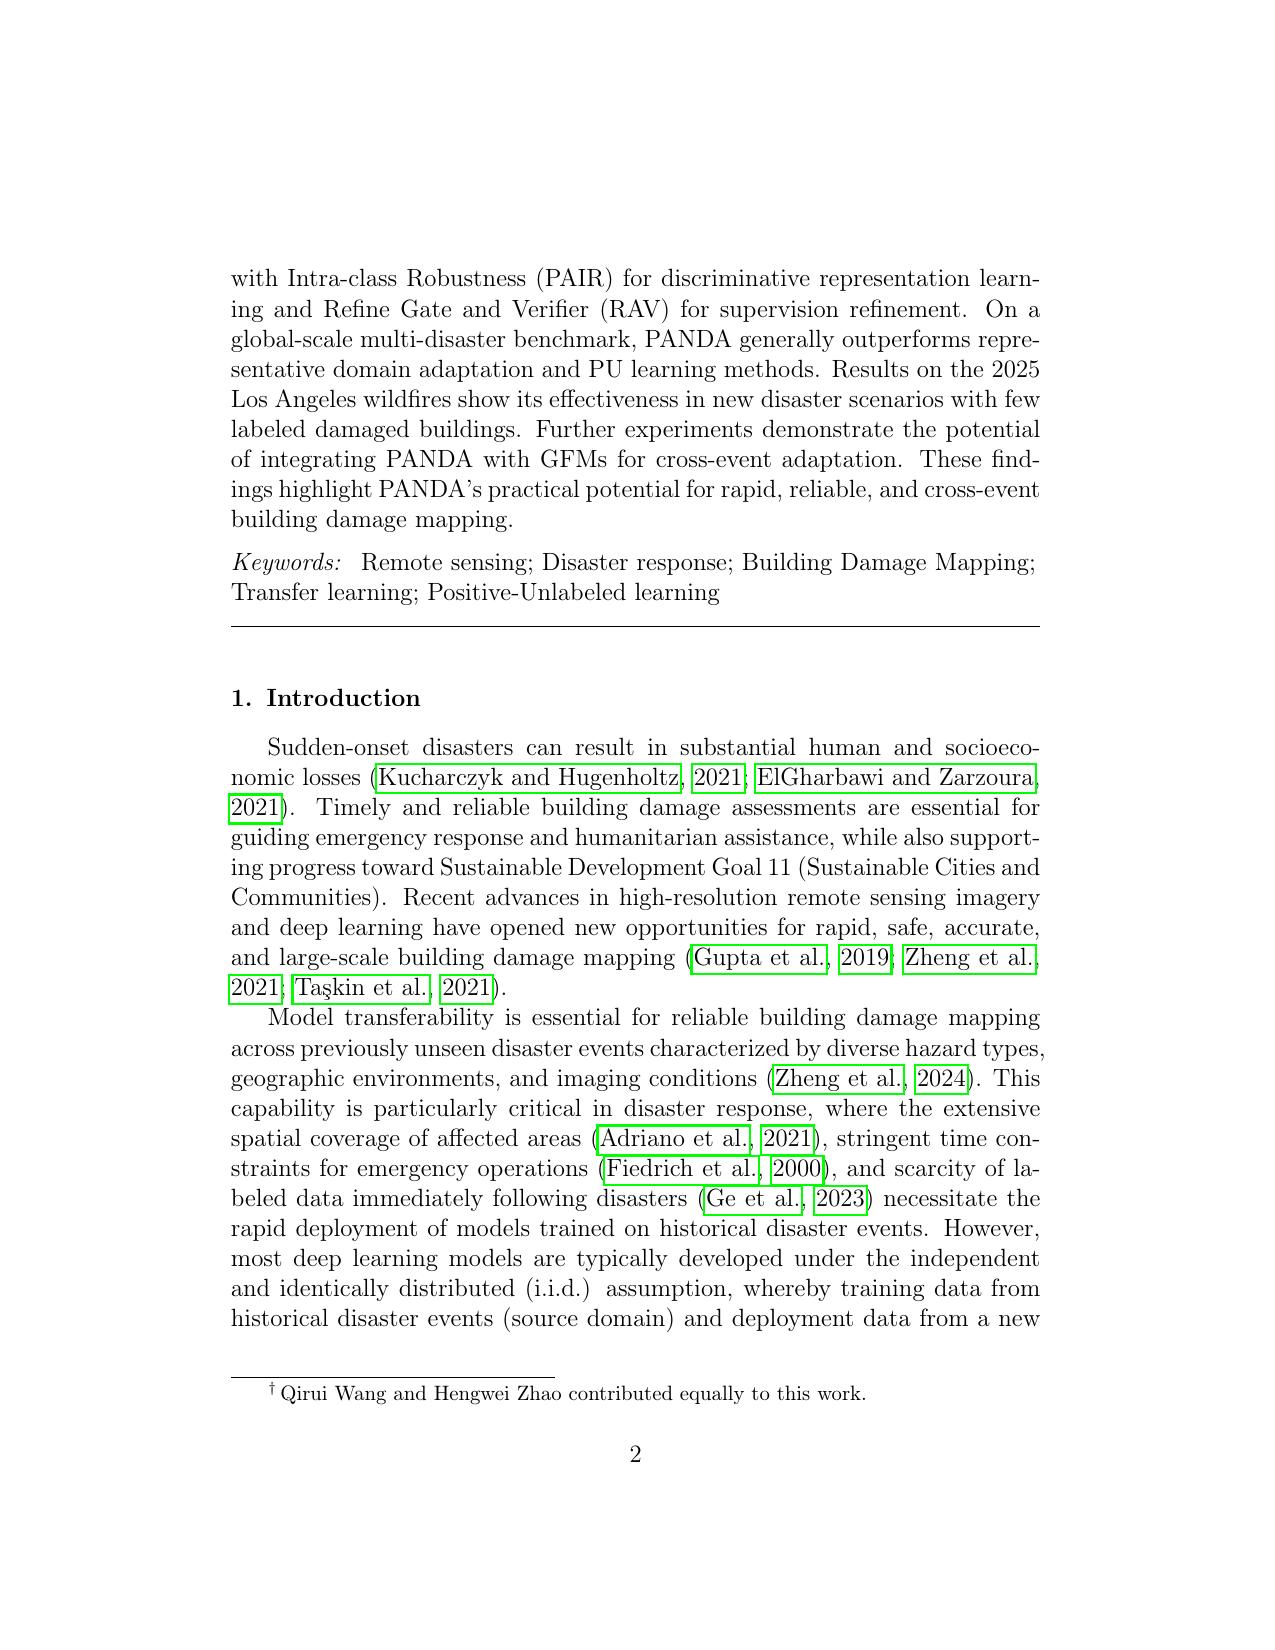 with Intra-class Robustness (PAIR) for discriminative representation learn-
ing and Refine Gate and Verifier (RAV) for supervision refinement. On a
global-scale multi-disaster benchmark, PANDA generally outperforms repre-
sentative domain adaptation and PU learning methods. Results on the 2025
Los Angeles wildfires show its effectiveness in new disaster scenarios with few
labeled damaged buildings. Further experiments demonstrate the potential
of integrating PANDA with GFMs for cross-event adaptation. These find-
ings highlight PANDA's practical potential for rapid, reliable, and cross-event
building damage mapping.
Keywords: Remote sensing; Disaster response; Building Damage Mapping;
Transfer learning; Positive-Unlabeled learning
1. Introduction
Sudden-onset disasters can result in substantial human and socioeco-
nomic losses (Kucharczyk and Hugenholtz, 2021; ElGharbawi and Zarzoura,
2021). Timely and reliable building damage assessments are essential for
guiding emergency response and humanitarian assistance, while also support-
ing progress toward Sustainable Development Goal 11 (Sustainable Cities and
Communities). Recent advances in high-resolution remote sensing imagery
and deep learning have opened new opportunities for rapid, safe, accurate,
and large-scale building damage mapping (Gupta et al., 2019; Zheng et al.,
2021; Taşkin et al., 2021).
Model transferability is essential for reliable building damage mapping
across previously unseen disaster events characterized by diverse hazard types,
geographic environments, and imaging conditions (Zheng et al., 2024). This
capability is particularly critical in disaster response, where the extensive
spatial coverage of affected areas (Adriano et al., 2021), stringent time con-
straints for emergency operations (Fiedrich et al., 2000), and scarcity of la-
beled data immediately following disasters (Ge et al., 2023) necessitate the
rapid deployment of models trained on historical disaster events. However,
most deep learning models are typically developed under the independent
and identically distributed (i.i.d.) assumption, whereby training data from
historical disaster events (source domain) and deployment data from a new
† Qirui Wang and Hengwei Zhao contributed equally to this work.
2